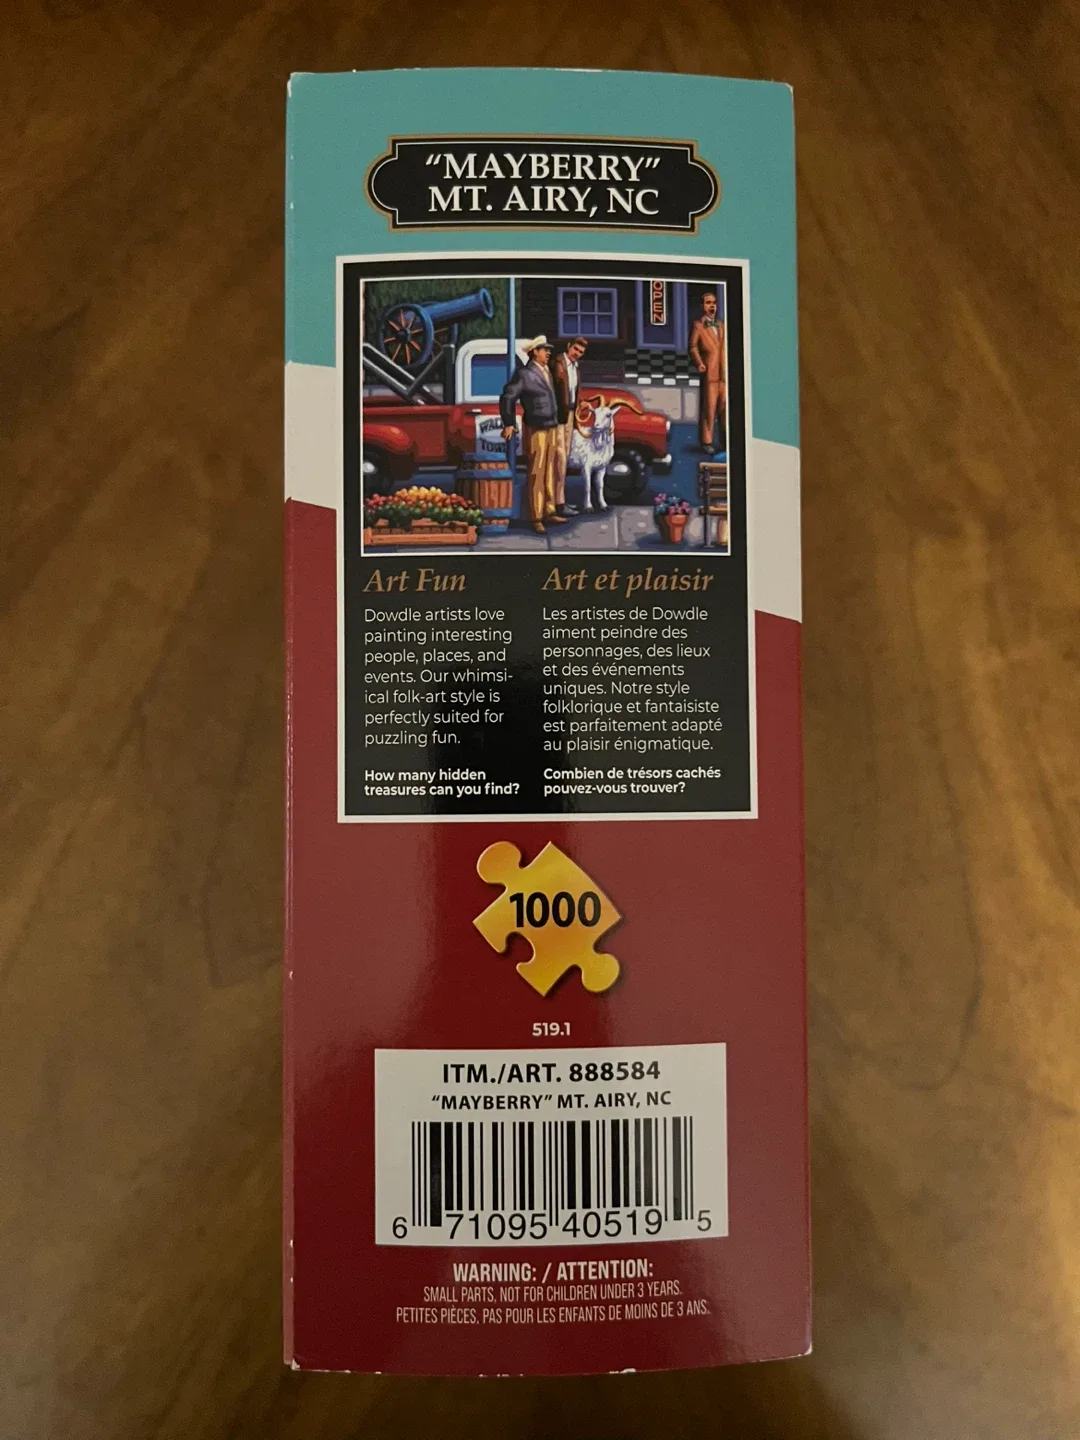 “MAYBERRY”
MT. AIRY, NC
OPEN
Art Fun
Dowdle artists love
painting interesting
people, places, and
events. Our whimsi-
ical folk-art style is
perfectly suited for
puzzling fun.
How many hidden
treasures can you find?
Art et plaisir
Les artistes de Dowdle
aiment peindre des
personnages, des lieux
et des événements
uniques. Notre style
folklorique et fantaisiste
est parfaitement adapté
au plaisir énigmatique.
Combien de trésors cachés
pouvez-vous trouver?
1000
519.1
ITM./ART. 888584
“MAYBERRY” MT. AIRY, NC
6 71095 40519 5
WARNING: / ATTENTION:
SMALL PARTS, NOT FOR CHILDREN UNDER 3 YEARS.
PETITES PIÈCES, PAS POUR LES ENFANTS DE MOINS DE 3 ANS.